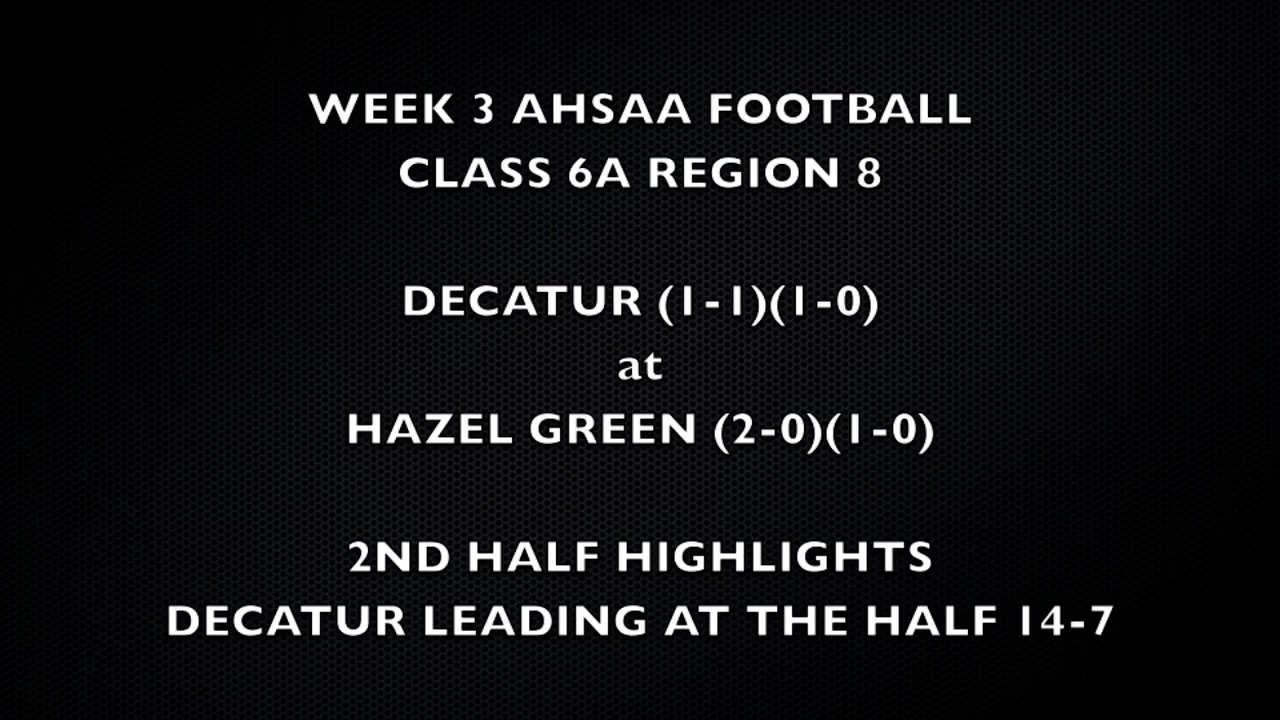 WEEK 3 AHSAA FOOTBALL
CLASS 6A REGION 8
DECATUR (1-1)(1-0)
at
HAZEL GREEN (2-0)(1-0)
2ND HALF HIGHLIGHTS
DECATUR LEADING AT THE HALF 14-7